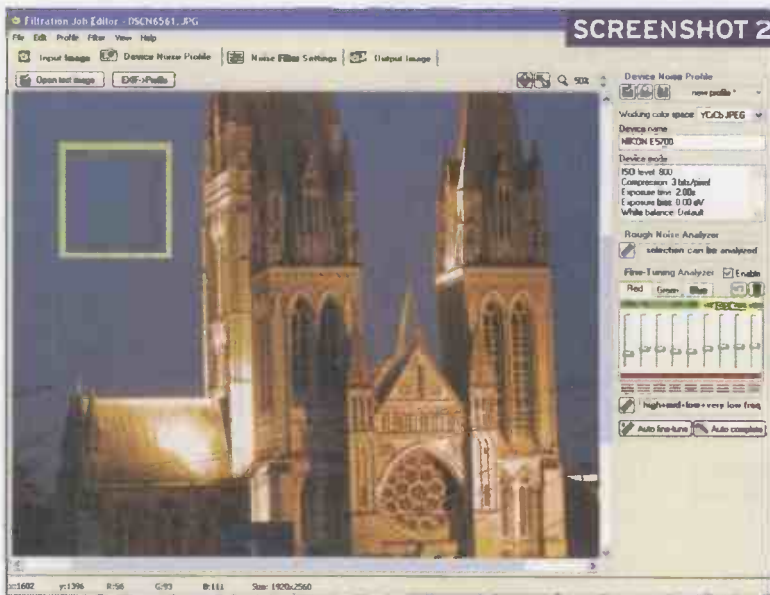 Filtration Job Editor - DSCN6561.JPG
SCREENSHOT 2
File Edit Profile Filter View Help
Input Image Device Noise Profile Noise Filter Settings Output Image
Open test image EXIF->Profile 50%
Device Noise Profile
new profile *
Working color space: YCrCb JPEG
Device name
NIKON E5700
Device mode
ISO level: 800
Compression: 3 bits/pixel
Exposure time: 2.00s
Exposure bias: 0.00 eV
White balance: Default
Rough Noise Analyzer
selection can be analyzed
Fine-Tuning Analyzer Enable
Red Green Blue
high+mid+low+very low freq
Auto fine-tune Auto complete
x:1602 y:1396 R:56 G:93 B:111 Size: 1920x2560